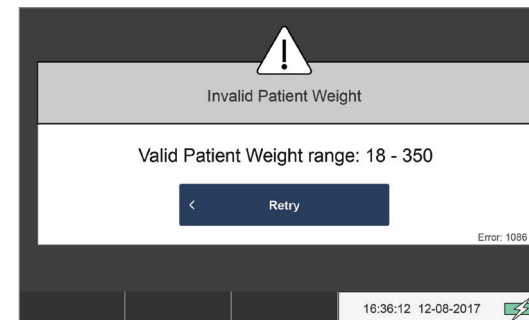 !
Invalid Patient Weight
Valid Patient Weight range: 18 - 350
< Retry
Error: 1086
16:36:12 12-08-2017